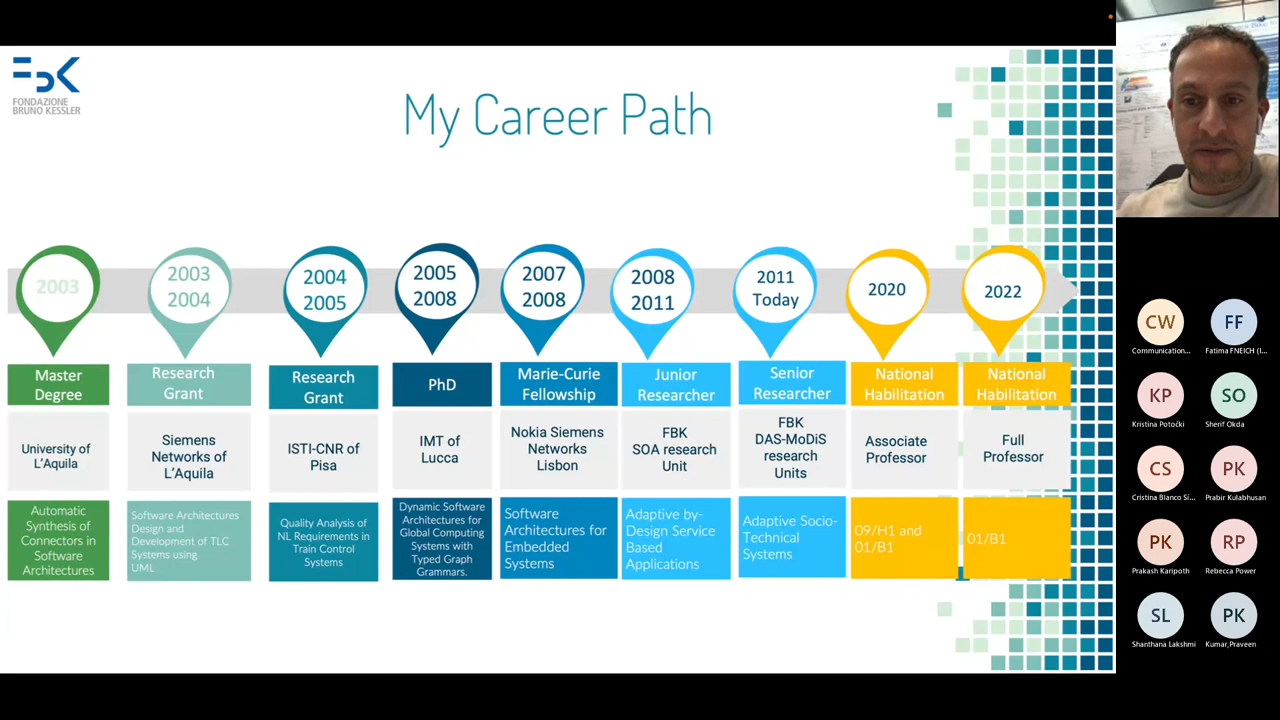 FONDAZIONE
BRUNO KESSLER
My Career Path
2003
2003
2004
2004
2005
2005
2008
2007
2008
2008
2011
2011
Today
2020
2022
Master
Degree
Research
Grant
Research
Grant
PhD
Marie-Curie
Fellowship
Junior
Researcher
Senior
Researcher
National
Habilitation
National
Habilitation
University of
L'Aquila
Siemens
Networks of
L'Aquila
ISTI-CNR of
Pisa
IMT of
Lucca
Nokia Siemens
Networks
Lisbon
FBK
SOA research
Unit
FBK
DAS-MoDiS
research
Units
Associate
Professor
Full
Professor
Automatic
Synthesis of
Connectors in
Software
Architectures
Software Architectures
Design and
Development of TLC
Systems using
UML
Quality Analysis of
NL Requirements in
Train Control
Systems
Dynamic Software
Architectures for
Global Computing
Systems with
Typed Graph
Grammars.
Software
Architectures for
Embedded
Systems
Adaptive by-
Design Service
Based
Applications
Adaptive Socio-
Technical
Systems
09/H1 and
01/B1
01/B1
CW
Communication...
FF
Fatima FNEICH (I...
KP
Kristina Potočki
SO
Sherif Okda
CS
Cristina Blanco Si...
PK
Prabir Kulabhusan
PK
Prakash Karipoth
RP
Rebecca Power
SL
Shanthana Lakshmi
PK
Kumar,Praveen